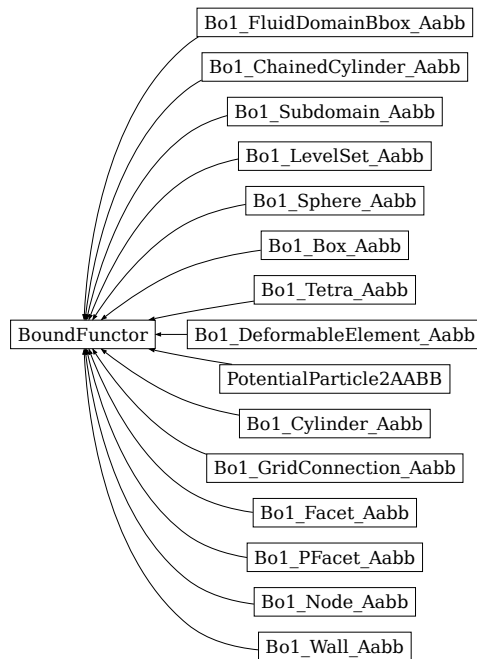 Bo1_FluidDomainBbox_Aabb
Bo1_ChainedCylinder_Aabb
Bo1_Subdomain_Aabb
Bo1_LevelSet_Aabb
Bo1_Sphere_Aabb
Bo1_Box_Aabb
Bo1_Tetra_Aabb
BoundFunctor
Bo1_DeformableElement_Aabb
PotentialParticle2AABB
Bo1_Cylinder_Aabb
Bo1_GridConnection_Aabb
Bo1_Facet_Aabb
Bo1_PFacet_Aabb
Bo1_Node_Aabb
Bo1_Wall_Aabb